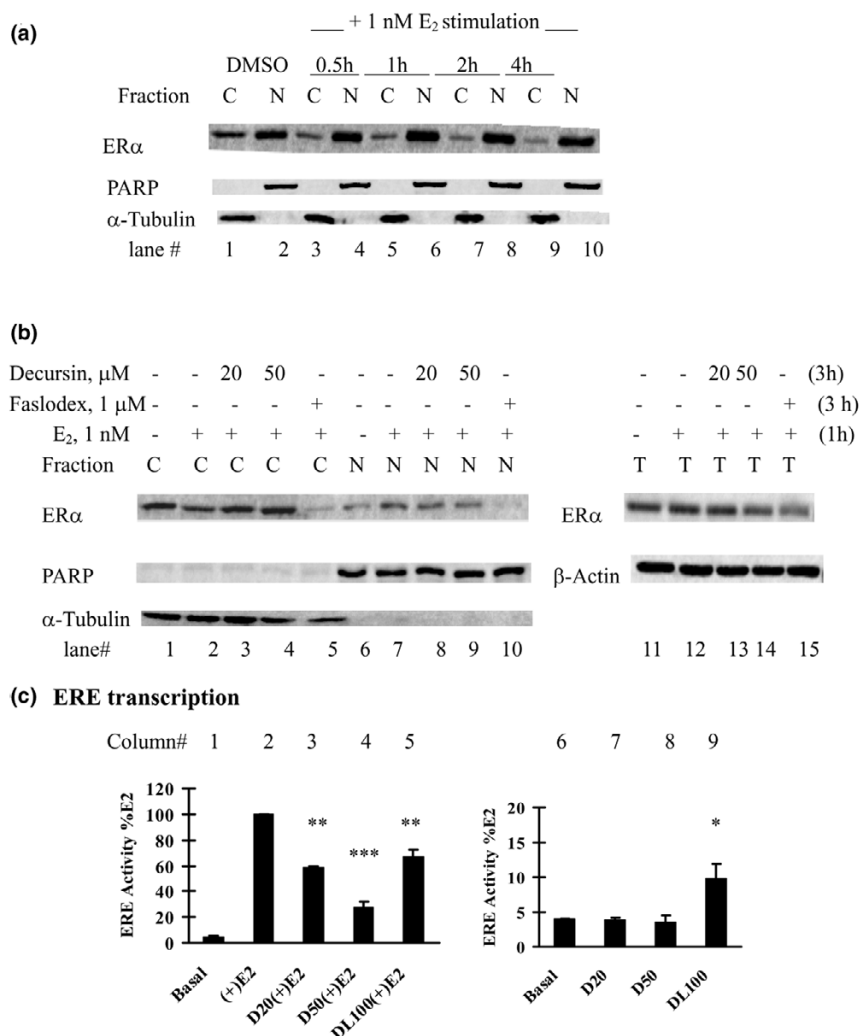 (a)
+ 1 nM E₂ stimulation
DMSO 0.5h 1h 2h 4h
Fraction C N C N C N C N C N
ERα
PARP
α-Tubulin
lane # 1 2 3 4 5 6 7 8 9 10
(b)
Decursin, μM - - 20 50 - - - 20 50 -
Faslodex, 1 μM - - - - + - - - - +
E₂, 1 nM - + + + + - + + + +
Fraction C C C C C N N N N N
ERα
PARP
α-Tubulin
lane# 1 2 3 4 5 6 7 8 9 10
- - 20 50 - (3h)
- - - - + (3 h)
- + + + + (1h)
T T T T T
ERα
β-Actin
11 12 13 14 15
(c) ERE transcription
Column# 1 2 3 4 5 6 7 8 9
ERE Activity %E2
120
100
80
60
40
20
0
** *** **
Basal (+)E2 D20(+)E2 D50(+)E2 DL100(+)E2
ERE Activity %E2
20
15
10
5
0
*
Basal D20 D50 DL100